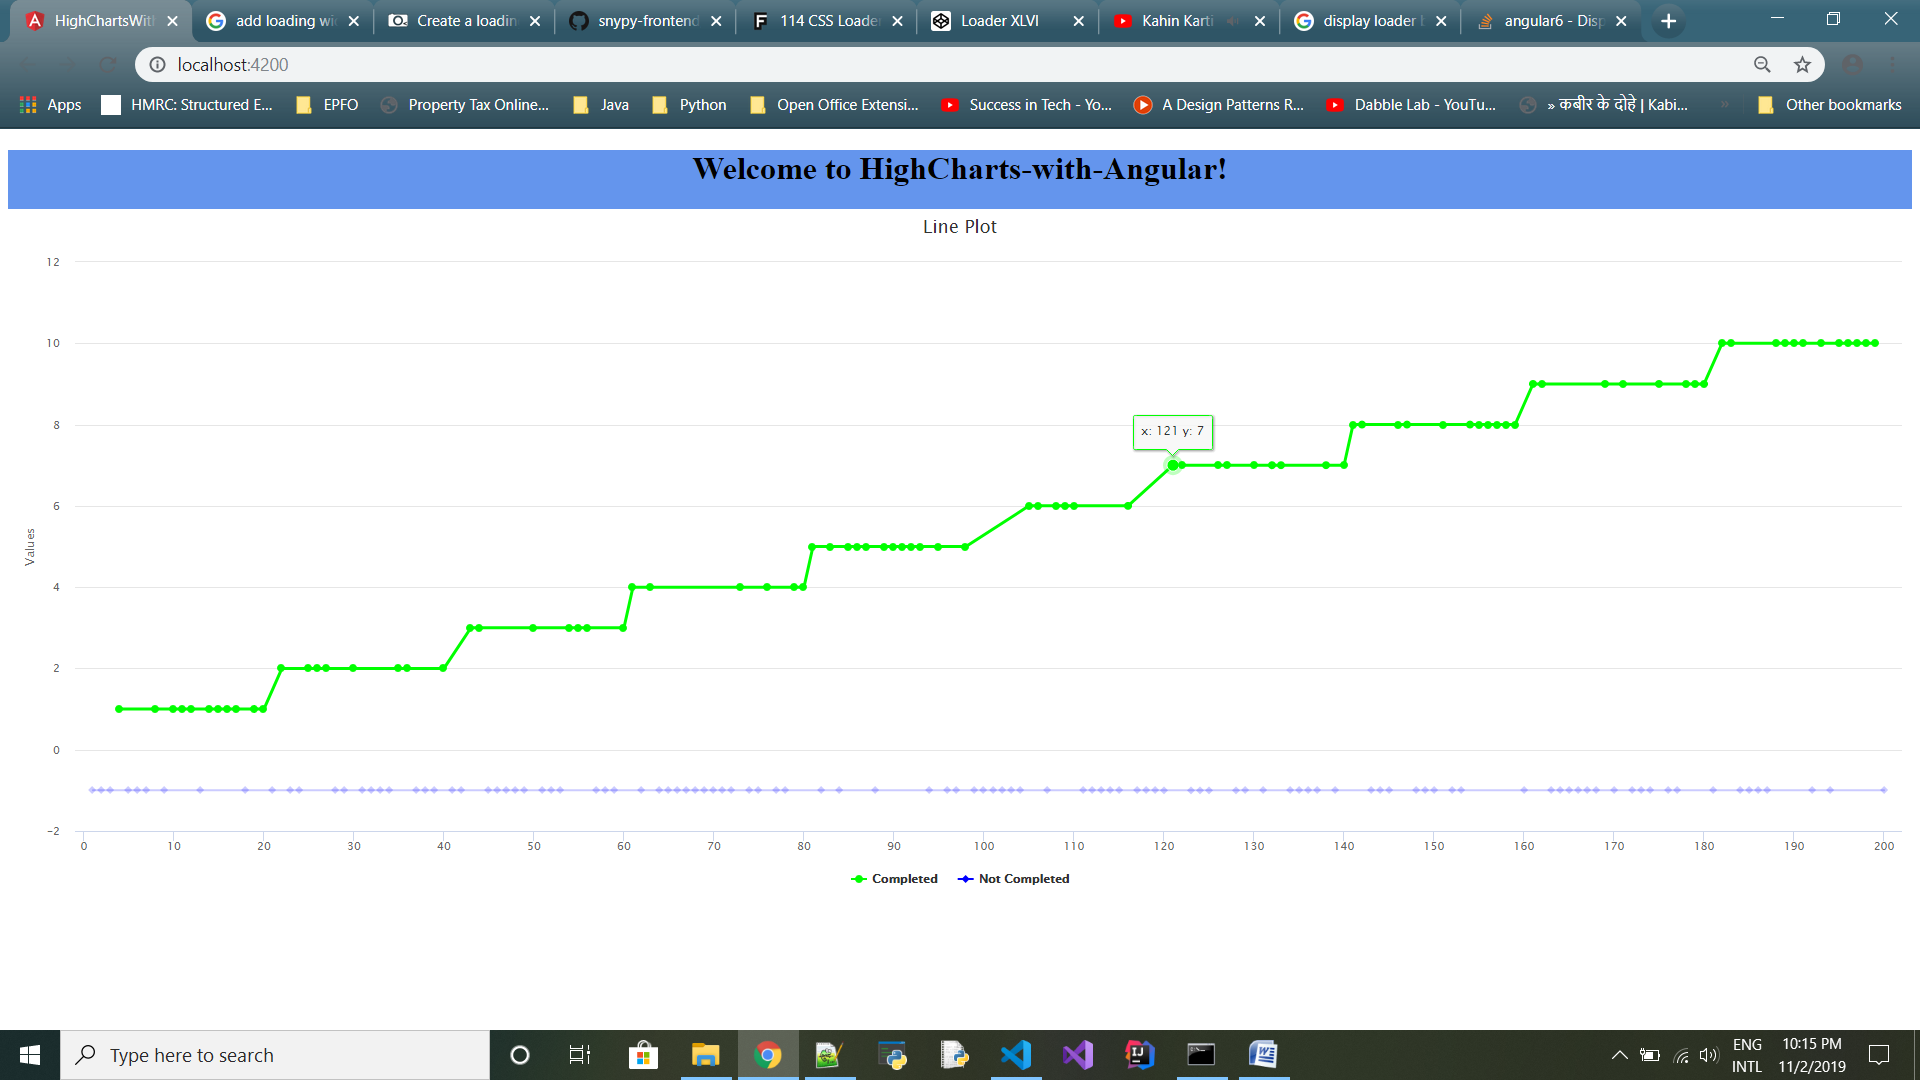 HighChartsWith
add loading wi
Create a loadin
snypy-frontend
114 CSS Loader
Loader XLVI
Kahin Karti
display loader
angular6 - Disp
localhost:4200
Apps
HMRC: Structured E...
EPFO
Property Tax Online...
Java
Python
Open Office Extensi...
Success in Tech - Yo...
A Design Patterns R...
Dabble Lab - YouTu...
» कबीर के दोहे | Kabi...
»
Other bookmarks
Welcome to HighCharts-with-Angular!
Line Plot
12
10
8
6
4
2
0
-2
Values
x: 121 y: 7
0 10 20 30 40 50 60 70 80 90 100 110 120 130 140 150 160 170 180 190 200
Completed
Not Completed
Type here to search
ENG
INTL
10:15 PM
11/2/2019